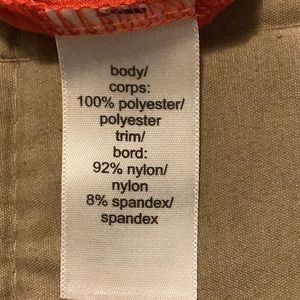 body/
corps:
100% polyester/
polyester
trim/
bord:
92% nylon/
nylon
8% spandex/
spandex